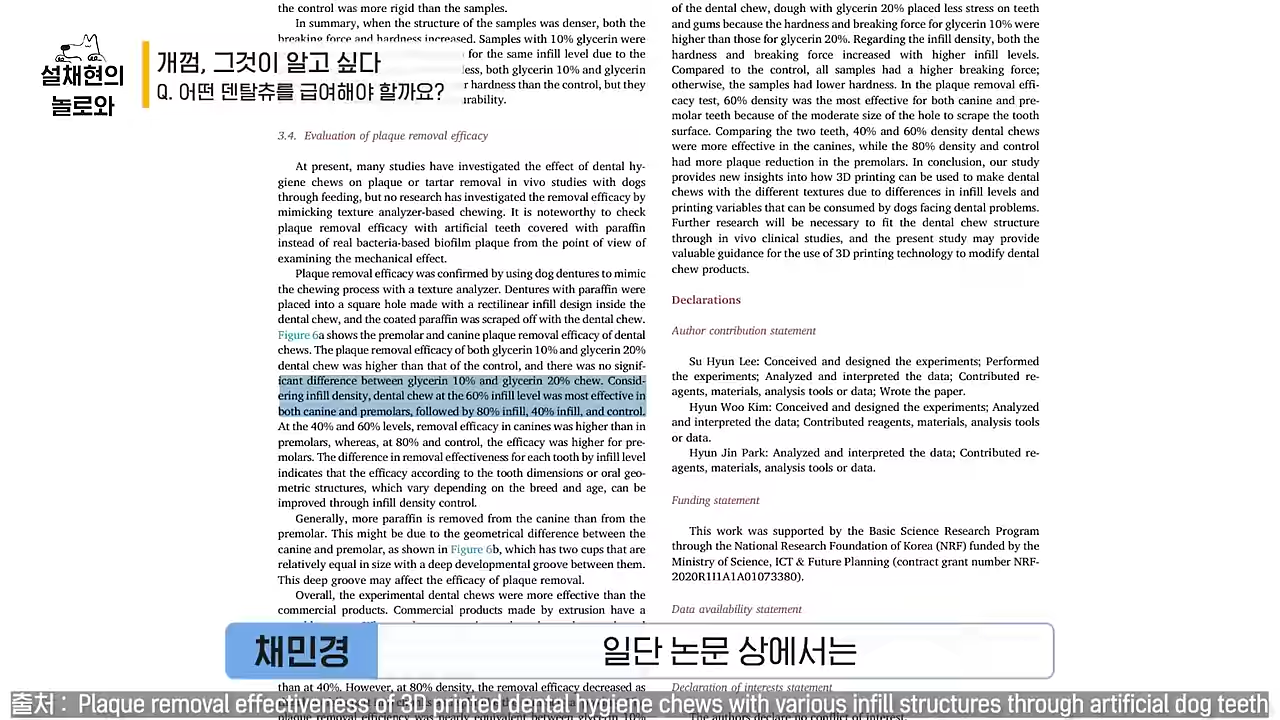 설채현의
놀로와
개껌, 그것이 알고 싶다
Q. 어떤 덴탈츄를 급여해야 할까요?
the control was more rigid than the samples.
In summary, when the structure of the samples was denser, both the
breaking force and hardness increased. Samples with 10% glycerin were
for the same infill level due to the
less, both glycerin 10% and glycerin
r hardness than the control, but they
3.4. Evaluation of plaque removal efficacy
At present, many studies have investigated the effect of dental hy-
giene chews on plaque or tartar removal in vivo studies with dogs
through feeding, but no research has investigated the removal efficacy by
mimicking texture analyzer-based chewing. It is noteworthy to check
plaque removal efficacy with artificial teeth covered with paraffin
instead of real bacteria-based biofilm plaque from the point of view of
examining the mechanical effect.
Plaque removal efficacy was confirmed by using dog dentures to mimic
the chewing process with a texture analyzer. Dentures with paraffin were
placed into a square hole made with a rectilinear infill design inside the
dental chew, and the coated paraffin was scraped off with the dental chew.
Figure 6a shows the premolar and canine plaque removal efficacy of dental
chews. The plaque removal efficacy of both glycerin 10% and glycerin 20%
dental chew was higher than that of the control, and there was no signif-
icant difference between glycerin 10% and glycerin 20% chew. Consid-
ering infill density, dental chew at the 60% infill level was most effective in
both canine and premolars, followed by 80% infill, 40% infill, and control.
At the 40% and 60% levels, removal efficacy in canines was higher than in
premolars, whereas, at 80% and control, the efficacy was higher for pre-
molars. The difference in removal effectiveness for each tooth by infill level
indicates that the efficacy according to the tooth dimensions or oral geo-
metric structures, which vary depending on the breed and age, can be
improved through infill density control.
Generally, more paraffin is removed from the canine than from the
premolar. This might be due to the geometrical difference between the
canine and premolar, as shown in Figure 6b, which has two cups that are
relatively equal in size with a deep developmental groove between them.
This deep groove may affect the efficacy of plaque removal.
Overall, the experimental dental chews were more effective than the
commercial products. Commercial products made by extrusion have a
than at 40%. However, at 80% density, the removal efficacy decreased as
of the dental chew, dough with glycerin 20% placed less stress on teeth
and gums because the hardness and breaking force for glycerin 10% were
higher than those for glycerin 20%. Regarding the infill density, both the
hardness and breaking force increased with higher infill levels.
Compared to the control, all samples had a higher breaking force;
otherwise, the samples had lower hardness. In the plaque removal effi-
cacy test, 60% density was the most effective for both canine and pre-
molar teeth because of the moderate size of the hole to scrape the tooth
surface. Comparing the two teeth, 40% and 60% density dental chews
were more effective in the canines, while the 80% density and control
had more plaque reduction in the premolars. In conclusion, our study
provides new insights into how 3D printing can be used to make dental
chews with the different textures due to differences in infill levels and
printing variables that can be consumed by dogs facing dental problems.
Further research will be necessary to fit the dental chew structure
through in vivo clinical studies, and the present study may provide
valuable guidance for the use of 3D printing technology to modify dental
chew products.
Declarations
Author contribution statement
Su Hyun Lee: Conceived and designed the experiments; Performed
the experiments; Analyzed and interpreted the data; Contributed re-
agents, materials, analysis tools or data; Wrote the paper.
Hyun Woo Kim: Conceived and designed the experiments; Analyzed
and interpreted the data; Contributed reagents, materials, analysis tools
or data.
Hyun Jin Park: Analyzed and interpreted the data; Contributed re-
agents, materials, analysis tools or data.
Funding statement
This work was supported by the Basic Science Research Program
through the National Research Foundation of Korea (NRF) funded by the
Ministry of Science, ICT & Future Planning (contract grant number NRF-
2020R1I1A1A01073380).
Data availability statement
Declaration of interests statement
채민경
일단 논문 상에서는
출처 : Plaque removal effectiveness of 3D printed dental hygiene chews with various infill structures through artificial dog teeth